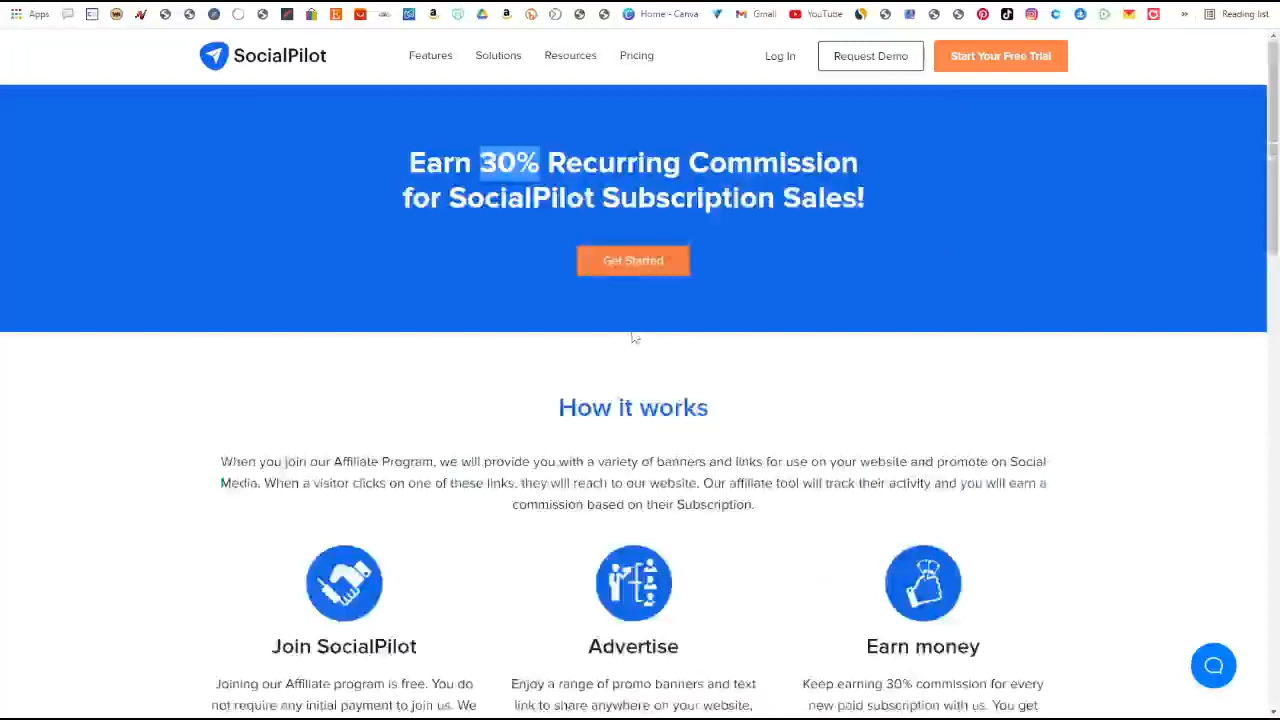 Apps
Home - Canva
Gmail
YouTube
»
Reading list
SocialPilot
Features
Solutions
Resources
Pricing
Log In
Request Demo
Start Your Free Trial
Earn 30% Recurring Commission
for SocialPilot Subscription Sales!
Get Started
How it works
When you join our Affiliate Program, we will provide you with a variety of banners and links for use on your website and promote on Social
Media. When a visitor clicks on one of these links, they will reach to our website. Our affiliate tool will track their activity and you will earn a
commission based on their Subscription.
Join SocialPilot
Joining our Affiliate program is free. You do
not require any initial payment to join us. We
Advertise
Enjoy a range of promo banners and text
link to share anywhere on your website,
Earn money
Keep earning 30% commission for every
new paid subscription with us. You get